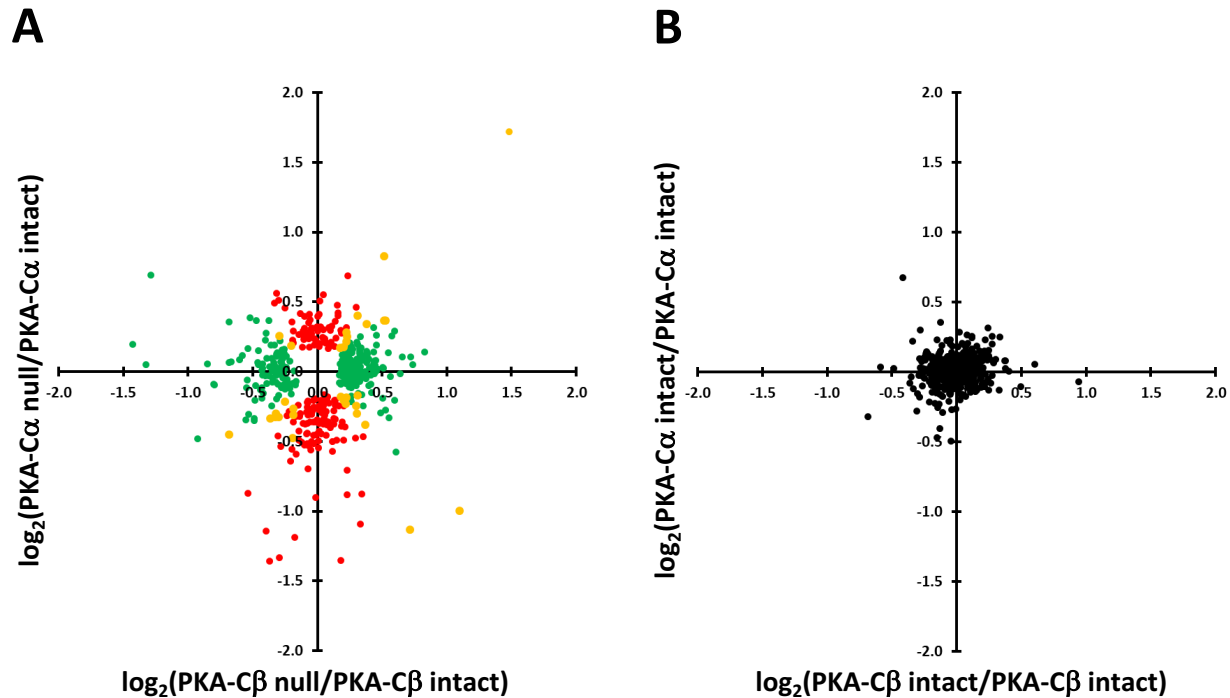 A
B
log₂(PKA-Cα null/PKA-Cα intact)
2.0
1.5
1.0
0.5
0.0
-0.5
-1.0
-1.5
-2.0
-2.0 -1.5 -1.0 -0.5 0.0 0.5 1.0 1.5 2.0
log₂(PKA-Cβ null/PKA-Cβ intact)
log₂(PKA-Cα intact/PKA-Cα intact)
2.0
1.5
1.0
0.5
0.0
-0.5
-1.0
-1.5
-2.0
-2.0 -1.5 -1.0 -0.5 0.0 0.5 1.0 1.5 2.0
log₂(PKA-Cβ intact/PKA-Cβ intact)